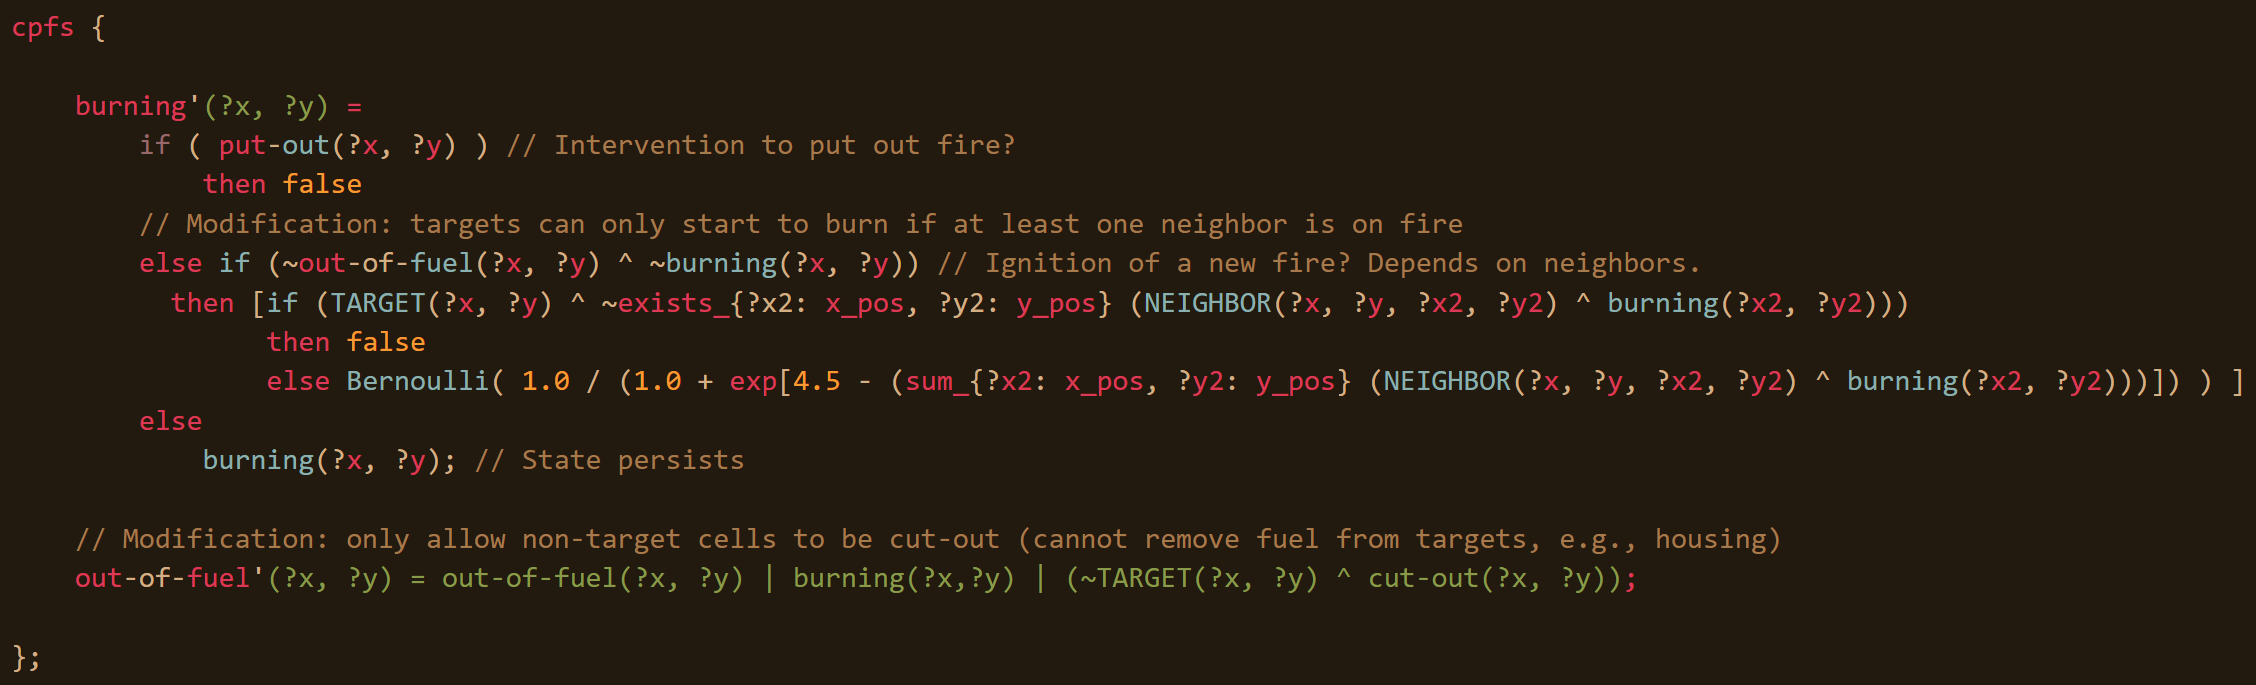 cpfs {
burning'(?x, ?y) =
if ( put-out(?x, ?y) ) // Intervention to put out fire?
then false
// Modification: targets can only start to burn if at least one neighbor is on fire
else if (~out-of-fuel(?x, ?y) ^ ~burning(?x, ?y)) // Ignition of a new fire? Depends on neighbors.
then [if (TARGET(?x, ?y) ^ ~exists_{?x2: x_pos, ?y2: y_pos} (NEIGHBOR(?x, ?y, ?x2, ?y2) ^ burning(?x2, ?y2)))
then false
else Bernoulli( 1.0 / (1.0 + exp[4.5 - (sum_{?x2: x_pos, ?y2: y_pos} (NEIGHBOR(?x, ?y, ?x2, ?y2) ^ burning(?x2, ?y2)))]) ) ]
else
burning(?x, ?y); // State persists
// Modification: only allow non-target cells to be cut-out (cannot remove fuel from targets, e.g., housing)
out-of-fuel'(?x, ?y) = out-of-fuel(?x, ?y) | burning(?x,?y) | (~TARGET(?x, ?y) ^ cut-out(?x, ?y));
};